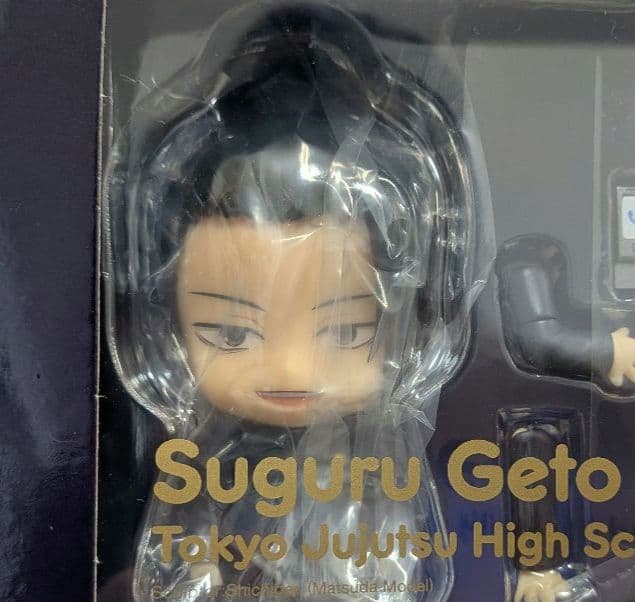 Suguru Geto
Tokyo Jujutsu High Sc
(Matsuda Model)